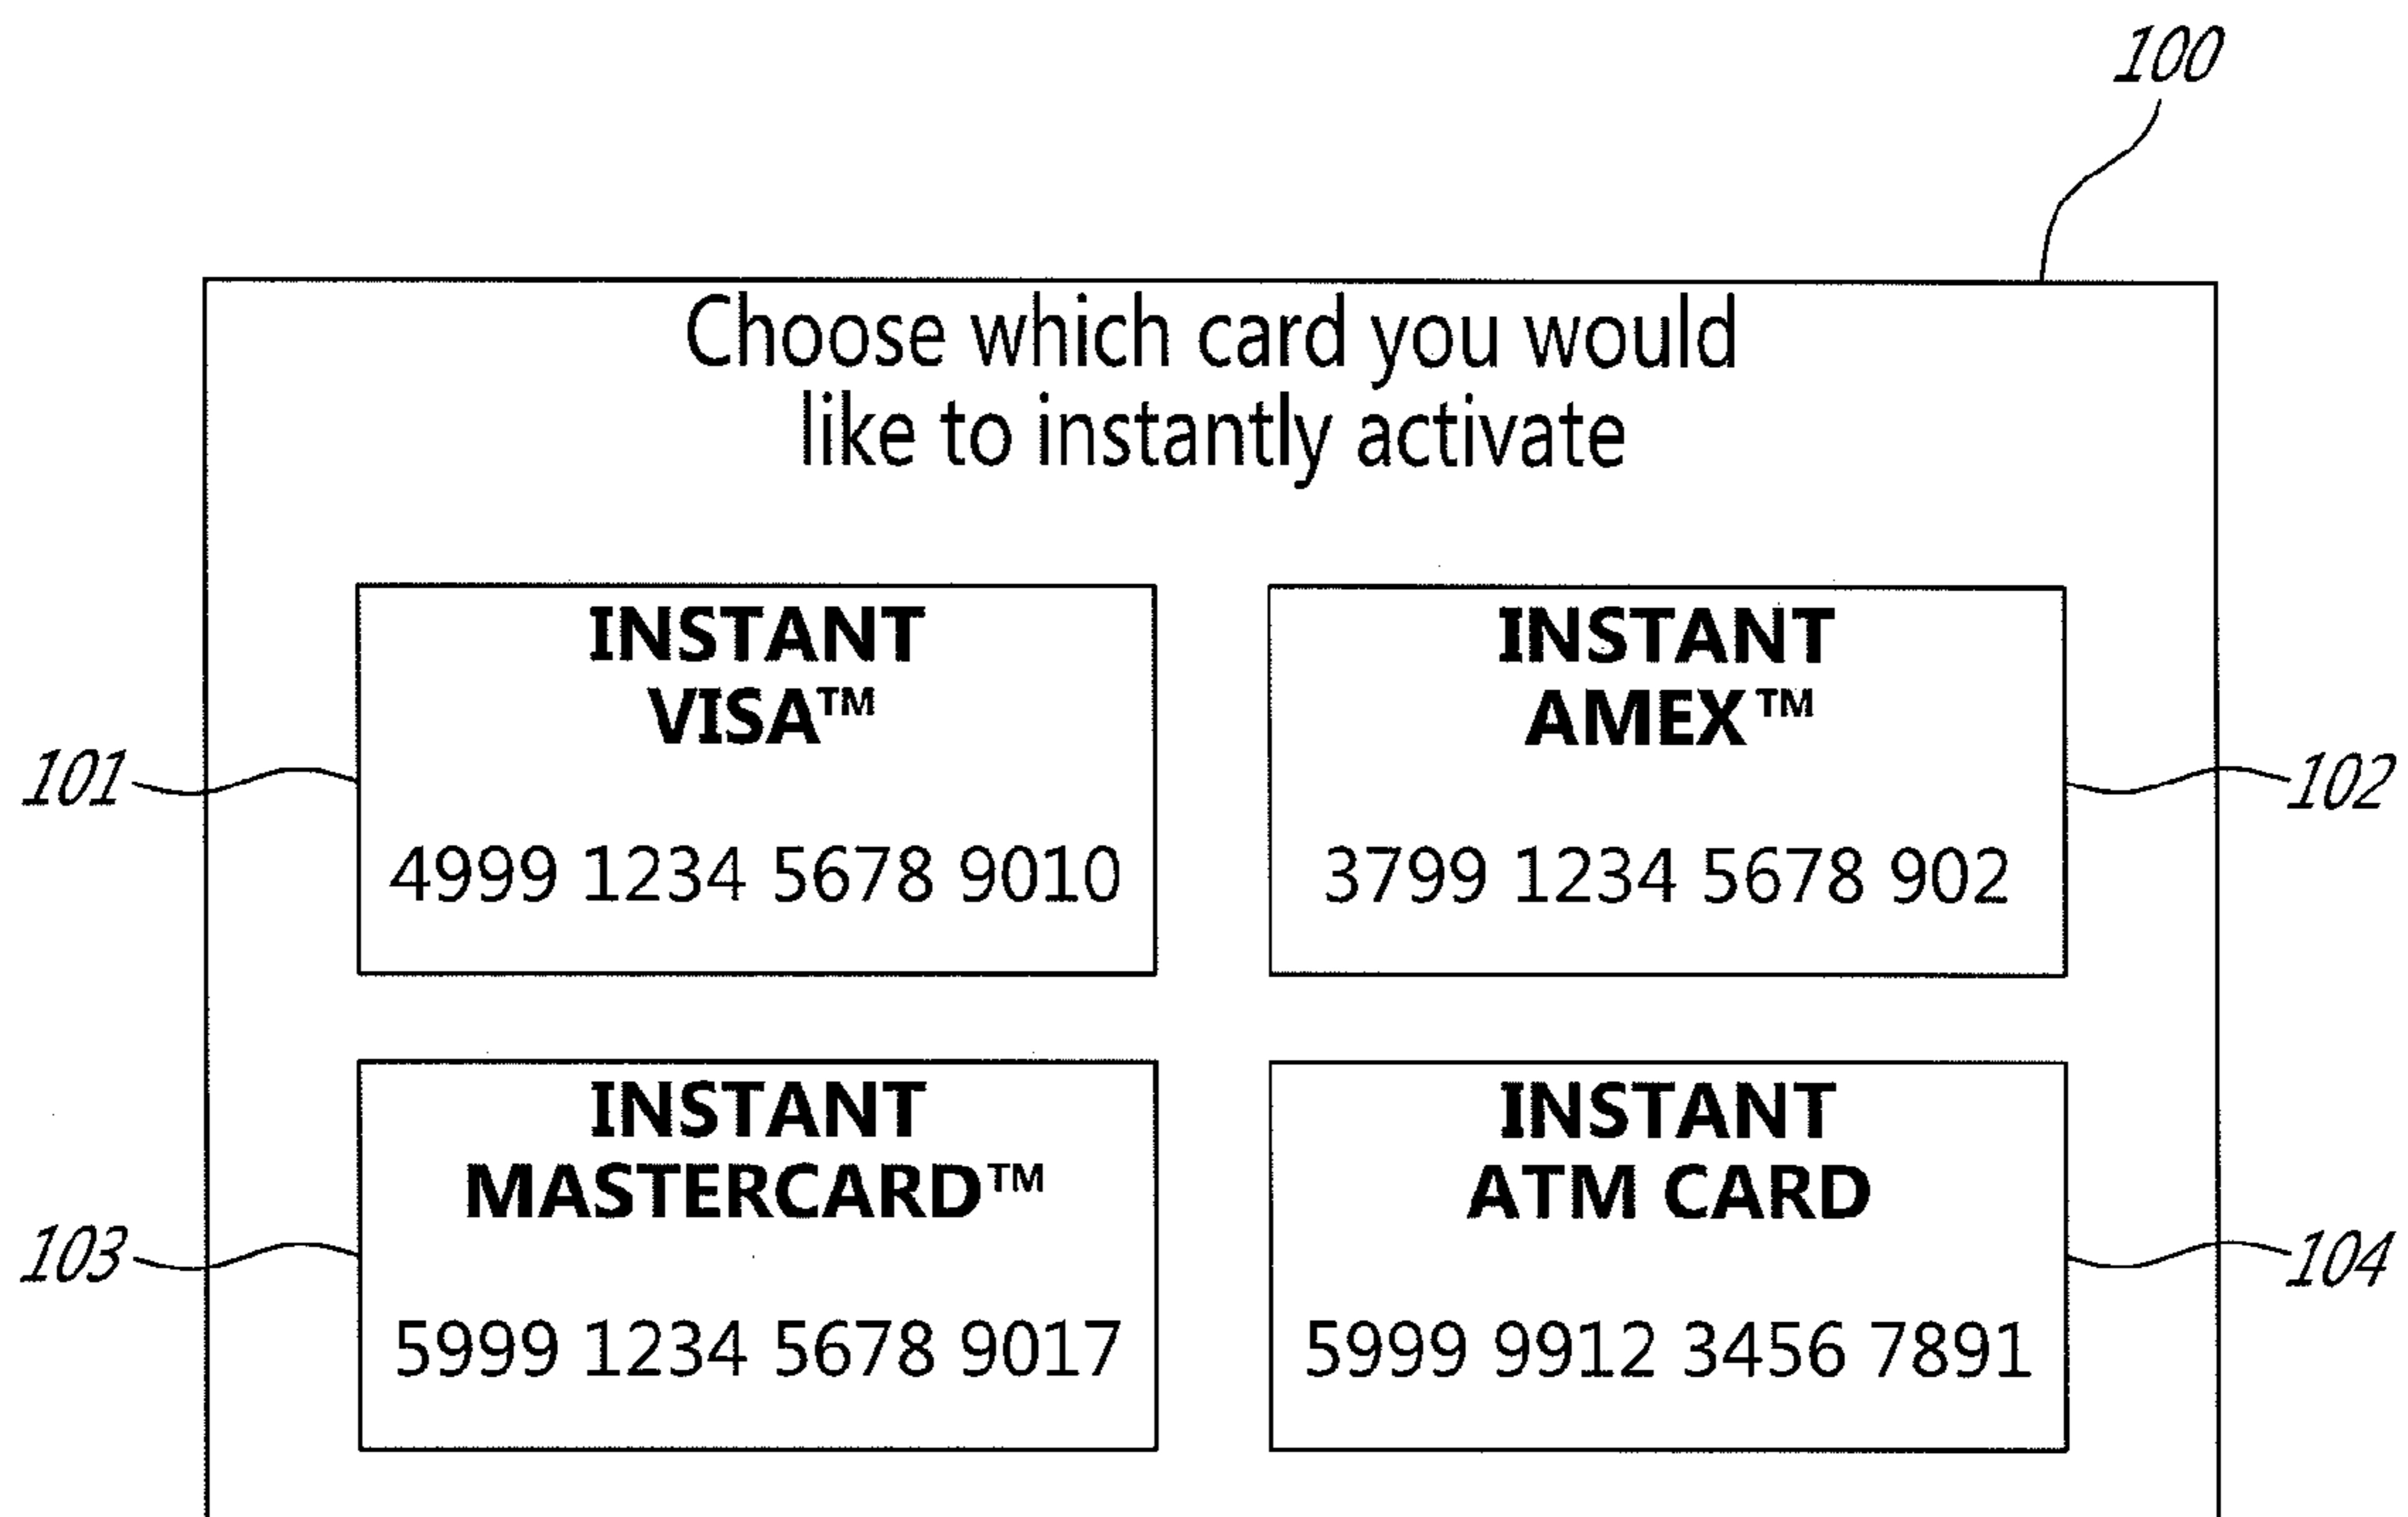 100
Choose which card you would
like to instantly activate
INSTANT
VISA™
4999 1234 5678 9010
101
INSTANT
AMEX™
3799 1234 5678 902
102
INSTANT
MASTERCARD™
5999 1234 5678 9017
103
INSTANT
ATM CARD
5999 9912 3456 7891
104